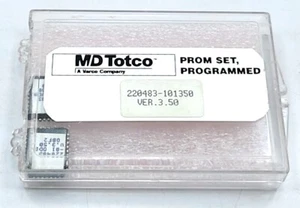 MD Totco
A Varco Company
PROM SET,
PROGRAMMED
220483-101350
VER.3.50